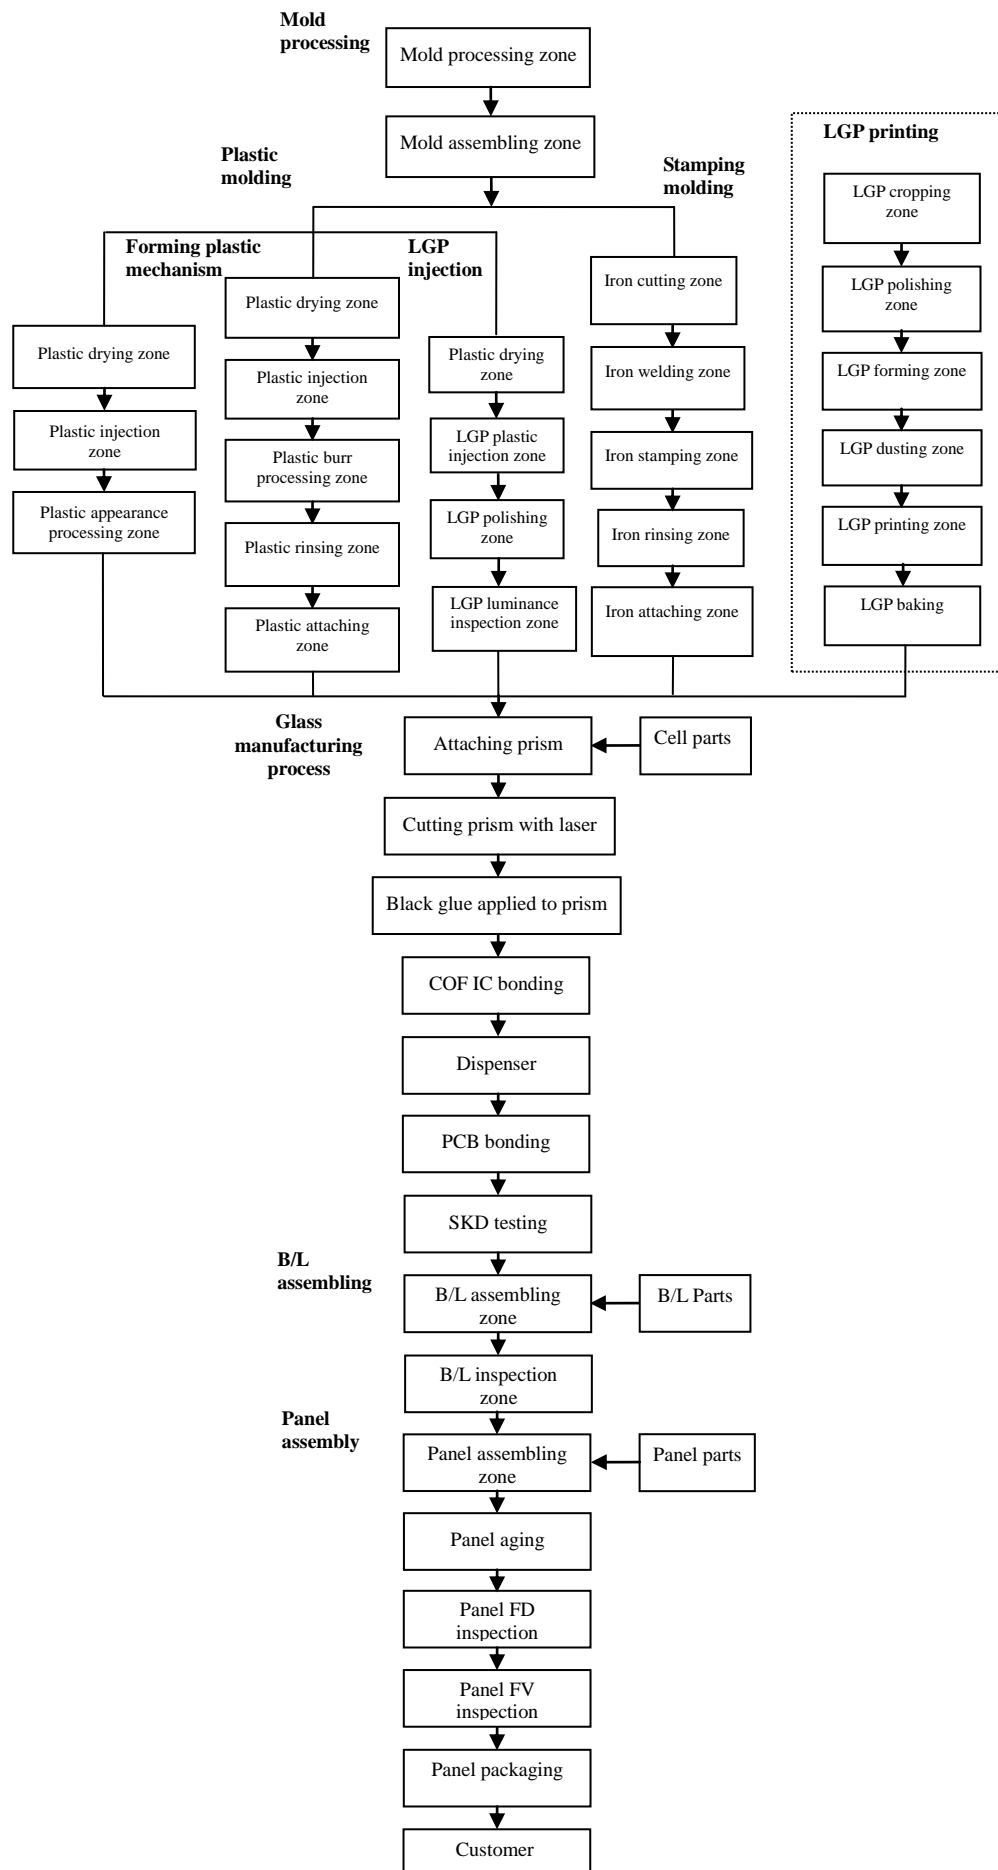 Mold
processing
Mold processing zone
Mold assembling zone
Plastic
molding
Stamping
molding
LGP printing
Forming plastic
mechanism
LGP
injection
Plastic drying zone
Plastic injection
zone
Plastic appearance
processing zone
Plastic drying zone
Plastic injection
zone
Plastic burr
processing zone
Plastic rinsing zone
Plastic attaching
zone
Plastic drying
zone
LGP plastic
injection zone
LGP polishing
zone
LGP luminance
inspection zone
Iron cutting zone
Iron welding zone
Iron stamping zone
Iron rinsing zone
Iron attaching zone
LGP cropping
zone
LGP polishing
zone
LGP forming zone
LGP dusting zone
LGP printing zone
LGP baking
Glass
manufacturing
process
Attaching prism
Cell parts
Cutting prism with laser
Black glue applied to prism
COF IC bonding
Dispenser
PCB bonding
SKD testing
B/L
assembling
B/L assembling
zone
B/L Parts
B/L inspection
zone
Panel
assembly
Panel assembling
zone
Panel parts
Panel aging
Panel FD
inspection
Panel FV
inspection
Panel packaging
Customer